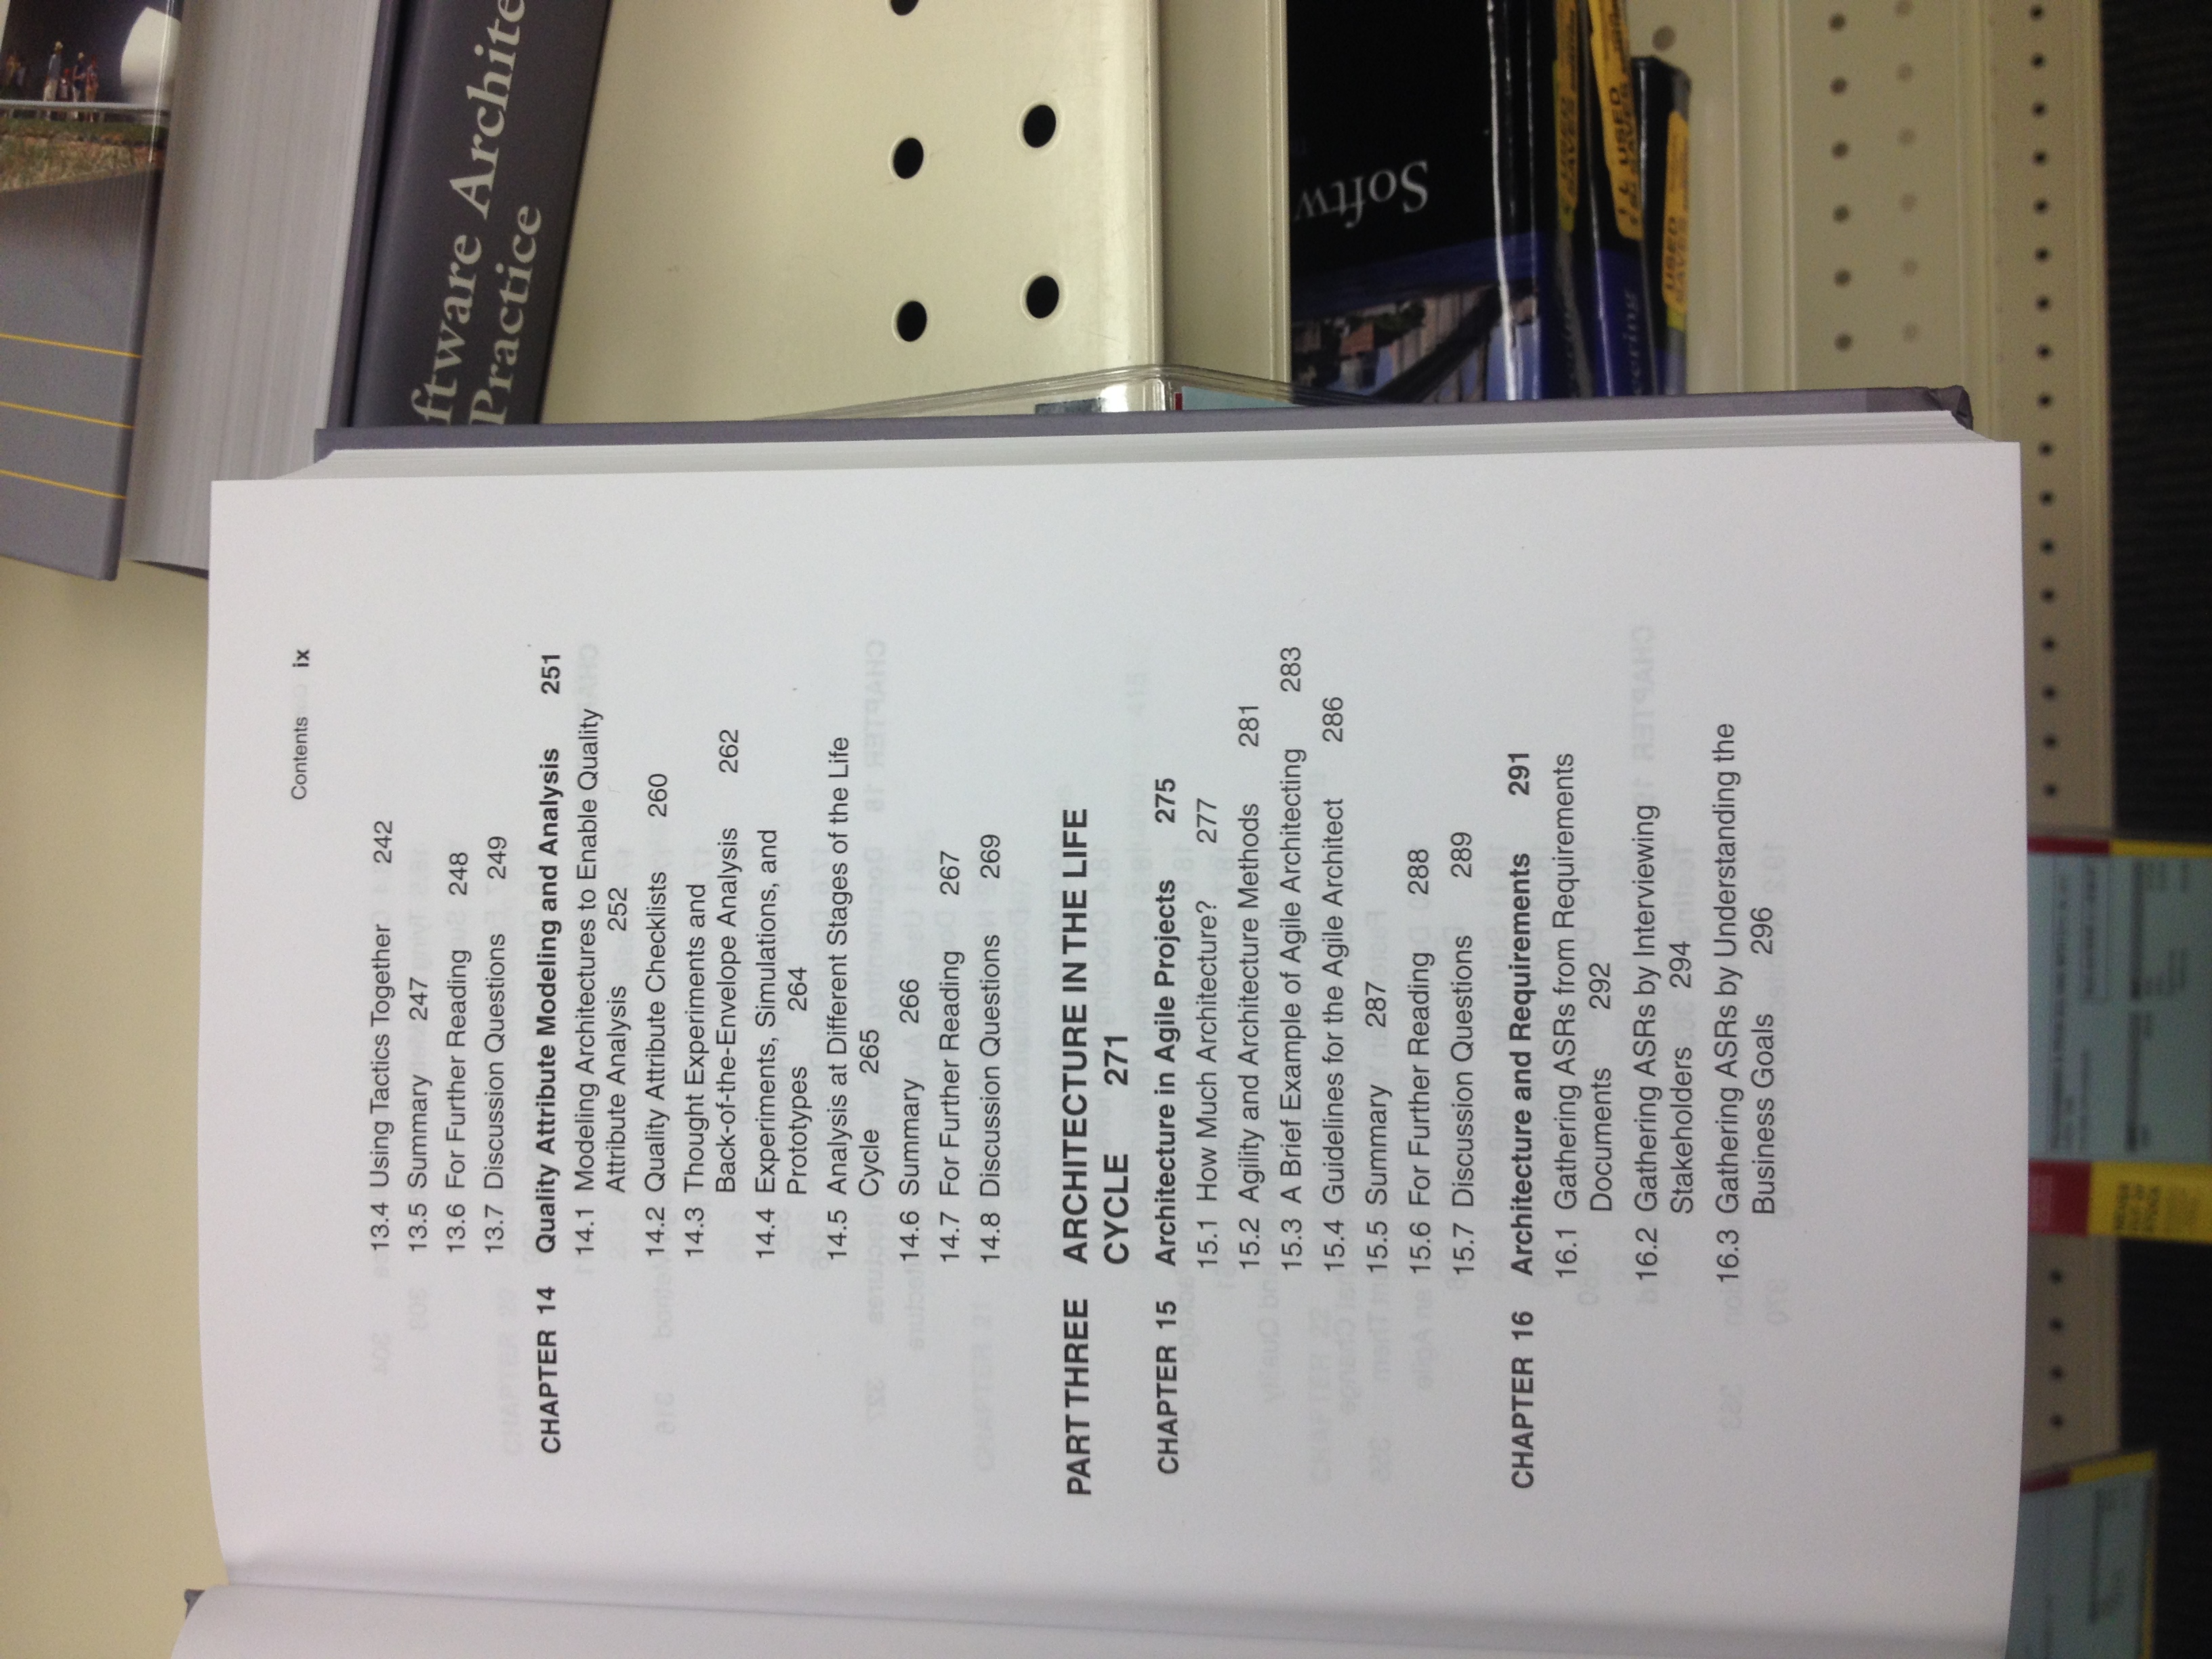 Contents ix
13.4 Using Tactics Together 242
13.5 Summary 247
13.6 For Further Reading 248
13.7 Discussion Questions 249
CHAPTER 14 Quality Attribute Modeling and Analysis 251
14.1 Modeling Architectures to Enable Quality
Attribute Analysis 252
14.2 Quality Attribute Checklists 260
14.3 Thought Experiments and
Back-of-the-Envelope Analysis 262
14.4 Experiments, Simulations, and
Prototypes 264
14.5 Analysis at Different Stages of the Life
Cycle 265
14.6 Summary 266
14.7 For Further Reading 267
14.8 Discussion Questions 269
PART THREE ARCHITECTURE IN THE LIFE
CYCLE 271
CHAPTER 15 Architecture in Agile Projects 275
15.1 How Much Architecture? 277
15.2 Agility and Architecture Methods 281
15.3 A Brief Example of Agile Architecting 283
15.4 Guidelines for the Agile Architect 286
15.5 Summary 287
15.6 For Further Reading 288
15.7 Discussion Questions 289
CHAPTER 16 Architecture and Requirements 291
16.1 Gathering ASRs from Requirements
Documents 292
16.2 Gathering ASRs by Interviewing
Stakeholders 294
16.3 Gathering ASRs by Understanding the
Business Goals 296
ftware Archite
Practice
Softw
USED
SAVES
USED
SAVES
eering
USED
SAVES
NEVER
OUT OF
STOCK